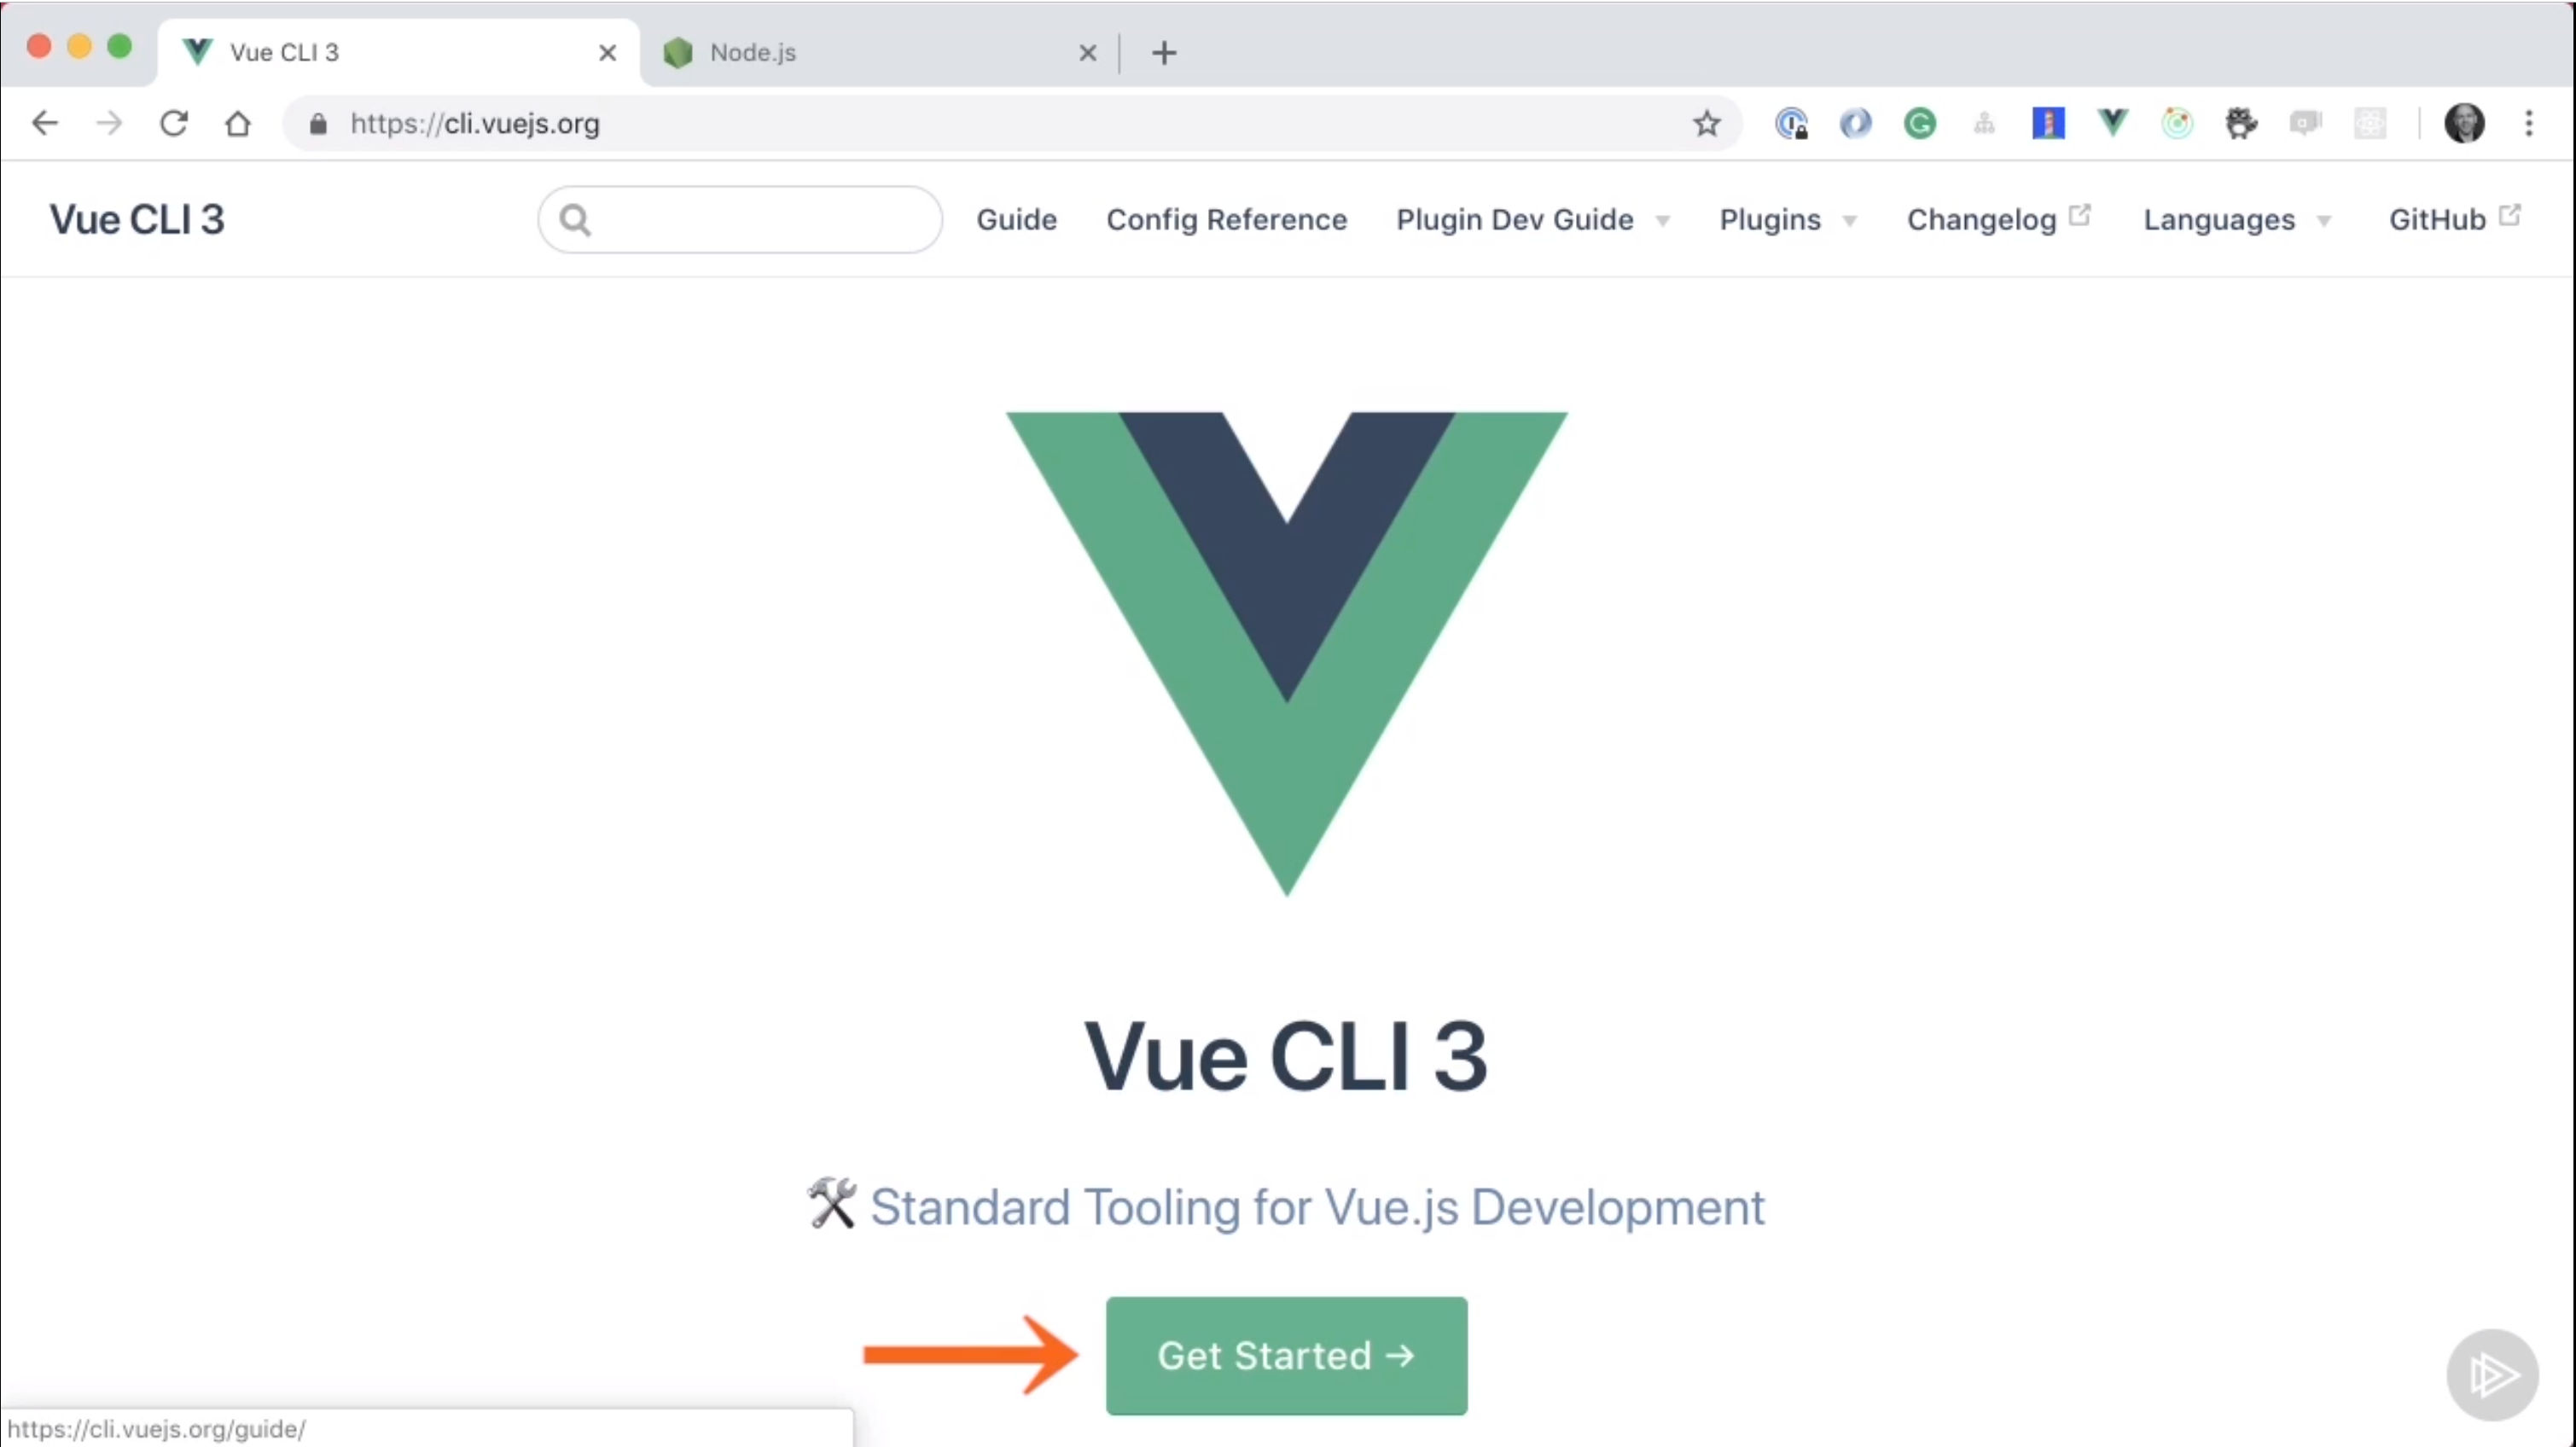 Vue CLI 3
Node.js
https://cli.vuejs.org
Vue CLI 3
Guide
Config Reference
Plugin Dev Guide
Plugins
Changelog
Languages
GitHub
Vue CLI 3
🛠️ Standard Tooling for Vue.js Development
Get Started →
https://cli.vuejs.org/guide/